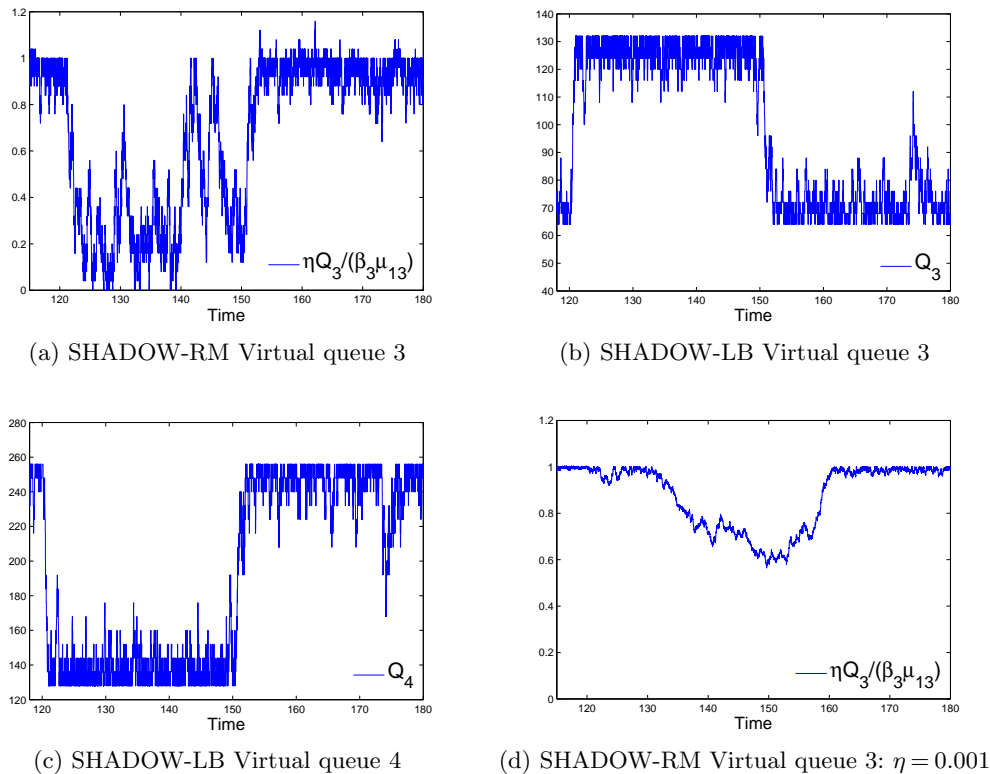 1.2
1
0.8
0.6
0.4
0.2
0
120 130 140 150 160 170 180
Time
ηQ₃/(β₃μ₁₃)
(a) SHADOW-RM Virtual queue 3
140
130
120
110
100
90
80
70
60
50
40
120 130 140 150 160 170 180
Time
Q₃
(b) SHADOW-LB Virtual queue 3
280
260
240
220
200
180
160
140
120
120 130 140 150 160 170 180
Time
Q₄
(c) SHADOW-LB Virtual queue 4
1.2
1
0.8
0.6
0.4
0.2
0
120 130 140 150 160 170 180
Time
ηQ₃/(β₃μ₁₃)
(d) SHADOW-RM Virtual queue 3: η = 0.001